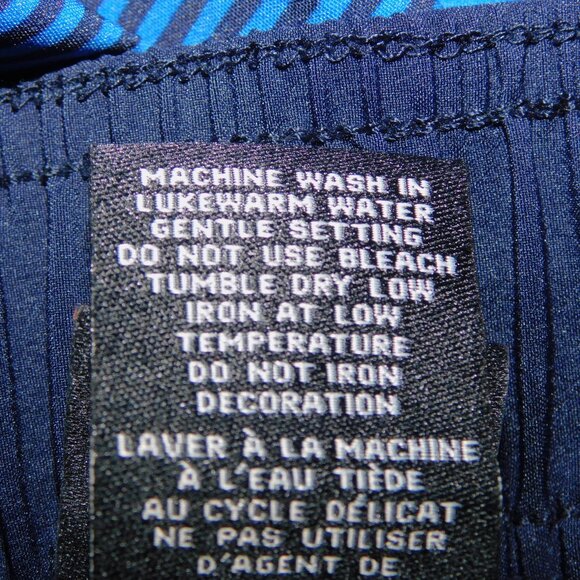 MACHINE WASH IN
LUKEWARM WATER
GENTLE SETTING
DO NOT USE BLEACH
TUMBLE DRY LOW
IRON AT LOW
TEMPERATURE
DO NOT IRON
DECORATION
LAVER À LA MACHINE
À L'EAU TIÈDE
AU CYCLE DÉLICAT
NE PAS UTILISER
D'AGENT DE